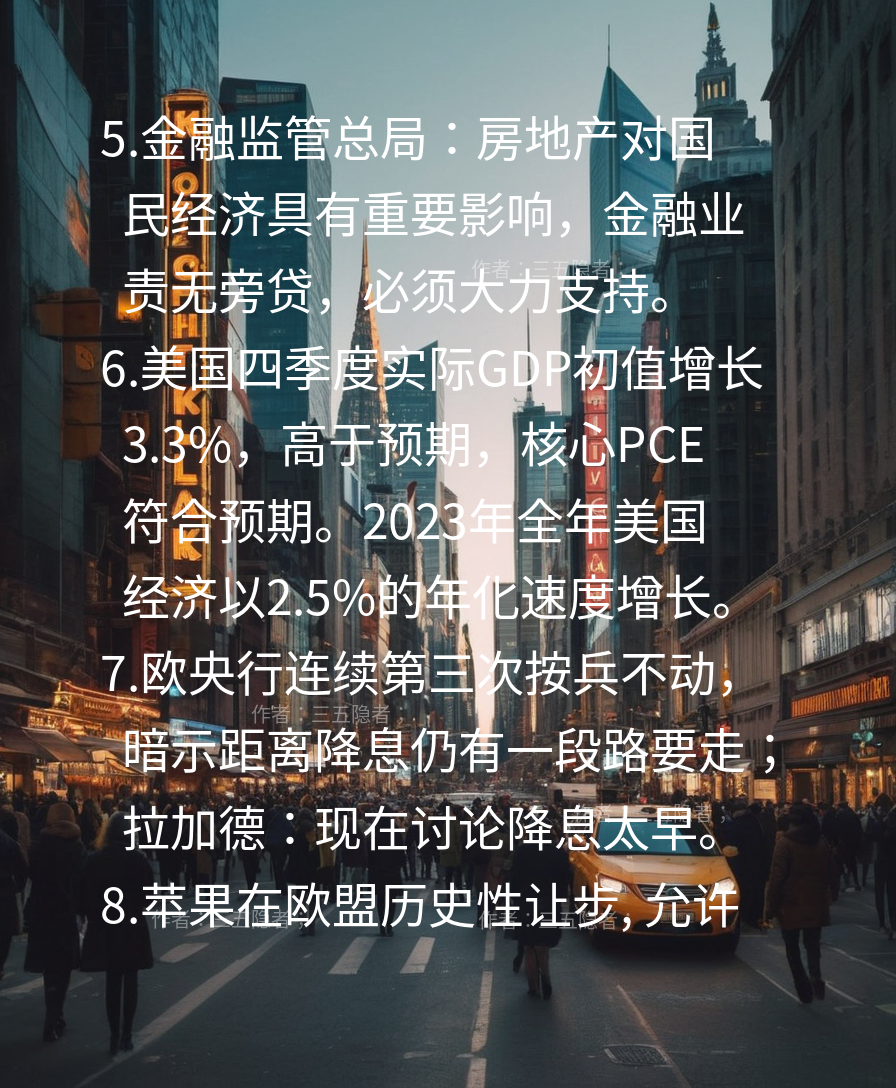 5.金融监管总局：房地产对国
民经济具有重要影响，金融业
作者：三五隐者；
责无旁贷，必须大力支持。
6.美国四季度实际GDP初值增长
3.3%，高于预期，核心PCE
符合预期。2023年全年美国
经济以2.5%的年化速度增长。
7.欧央行连续第三次按兵不动，
作者：三五隐者；
暗示距离降息仍有一段路要走；
拉加德：现在讨论降息太早。
8.苹果在欧盟历史性让步，允许
作者：三五隐者；
作者：三五隐者；